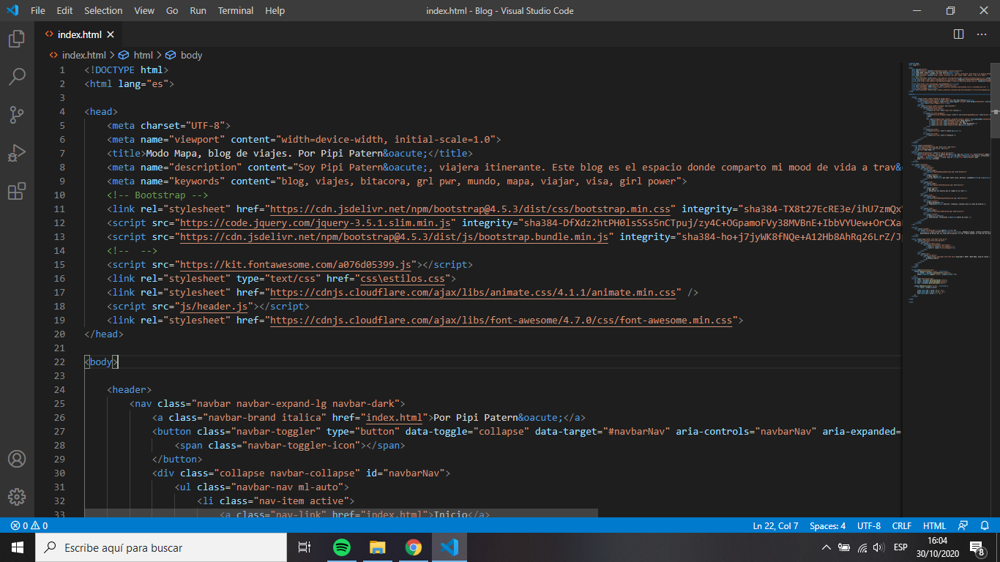 File Edit Selection View Go Run Terminal Help
index.html - Blog - Visual Studio Code
index.html
index.html > html > body
1 <!DOCTYPE html>
2 <html lang="es">
3
4 <head>
5 <meta charset="UTF-8">
6 <meta name="viewport" content="width=device-width, initial-scale=1.0">
7 <title>Modo Mapa, blog de viajes. Por Pipi Patern&oacute;</title>
8 <meta name="description" content="Soy Pipi Patern&oacute;, viajera itinerante. Este blog es el espacio donde comparto mi mood de vida a trav&
9 <meta name="keywords" content="blog, viajes, bitacora, grl pwr, mundo, mapa, viajar, visa, girl power">
10 <!-- Bootstrap -->
11 <link rel="stylesheet" href="https://cdn.jsdelivr.net/npm/bootstrap@4.5.3/dist/css/bootstrap.min.css" integrity="sha384-TX8t27EcRE3e/ihU7zmQx
12 <script src="https://code.jquery.com/jquery-3.5.1.slim.min.js" integrity="sha384-DfXdz2htPH0lsSSs5nCTpuj/zy4C+OGpamoFVy38MVBnE+IbbVYUew+OrCXa
13 <script src="https://cdn.jsdelivr.net/npm/bootstrap@4.5.3/dist/js/bootstrap.bundle.min.js" integrity="sha384-ho+j7jyWK8fNQe+A12Hb8AhRq26LrZ/J
14 <!--  -->
15 <script src="https://kit.fontawesome.com/a076d05399.js"></script>
16 <link rel="stylesheet" type="text/css" href="css\estilos.css">
17 <link rel="stylesheet" href="https://cdnjs.cloudflare.com/ajax/libs/animate.css/4.1.1/animate.min.css" />
18 <script src="js/header.js"></script>
19 <link rel="stylesheet" href="https://cdnjs.cloudflare.com/ajax/libs/font-awesome/4.7.0/css/font-awesome.min.css">
20 </head>
21
22 <body>
23
24 <header>
25 <nav class="navbar navbar-expand-lg navbar-dark">
26 <a class="navbar-brand italica" href="index.html">Por Pipi Patern&oacute;</a>
27 <button class="navbar-toggler" type="button" data-toggle="collapse" data-target="#navbarNav" aria-controls="navbarNav" aria-expanded=
28 <span class="navbar-toggler-icon"></span>
29 </button>
30 <div class="collapse navbar-collapse" id="navbarNav">
31 <ul class="navbar-nav ml-auto">
32 <li class="nav-item active">
33 <a class="nav-link" href="index.html">Inicio</a>
0 0 Ln 22, Col 7 Spaces: 4 UTF-8 CRLF HTML
Escribe aquí para buscar
ESP
16:04
30/10/2020
8